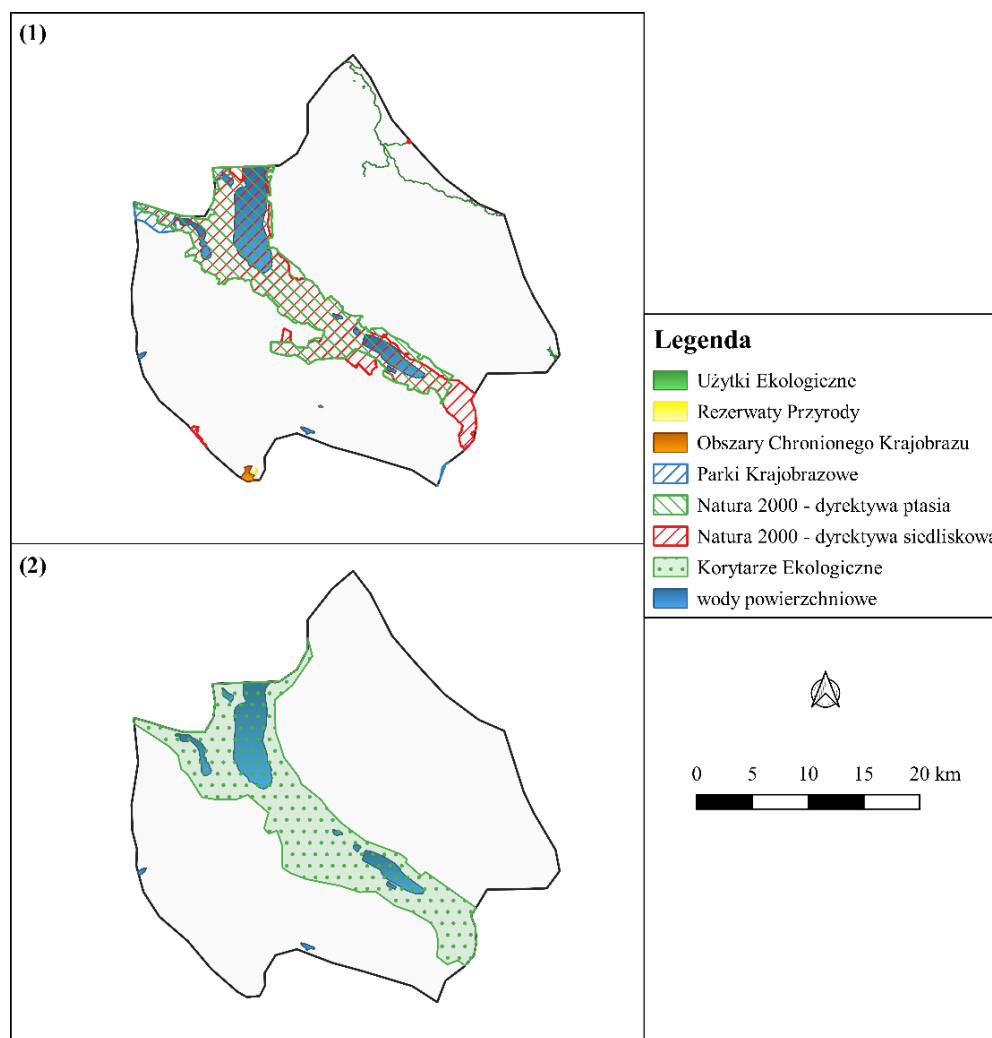 (1)
Legenda
Użytki Ekologiczne
Rezerwaty Przyrody
Obszary Chronionego Krajobrazu
Parki Krajobrazowe
Natura 2000 - dyrektywa ptasia
Natura 2000 - dyrektywa siedliskowa
Korytarze Ekologiczne
wody powierzchniowe
(2)
0 5 10 15 20 km